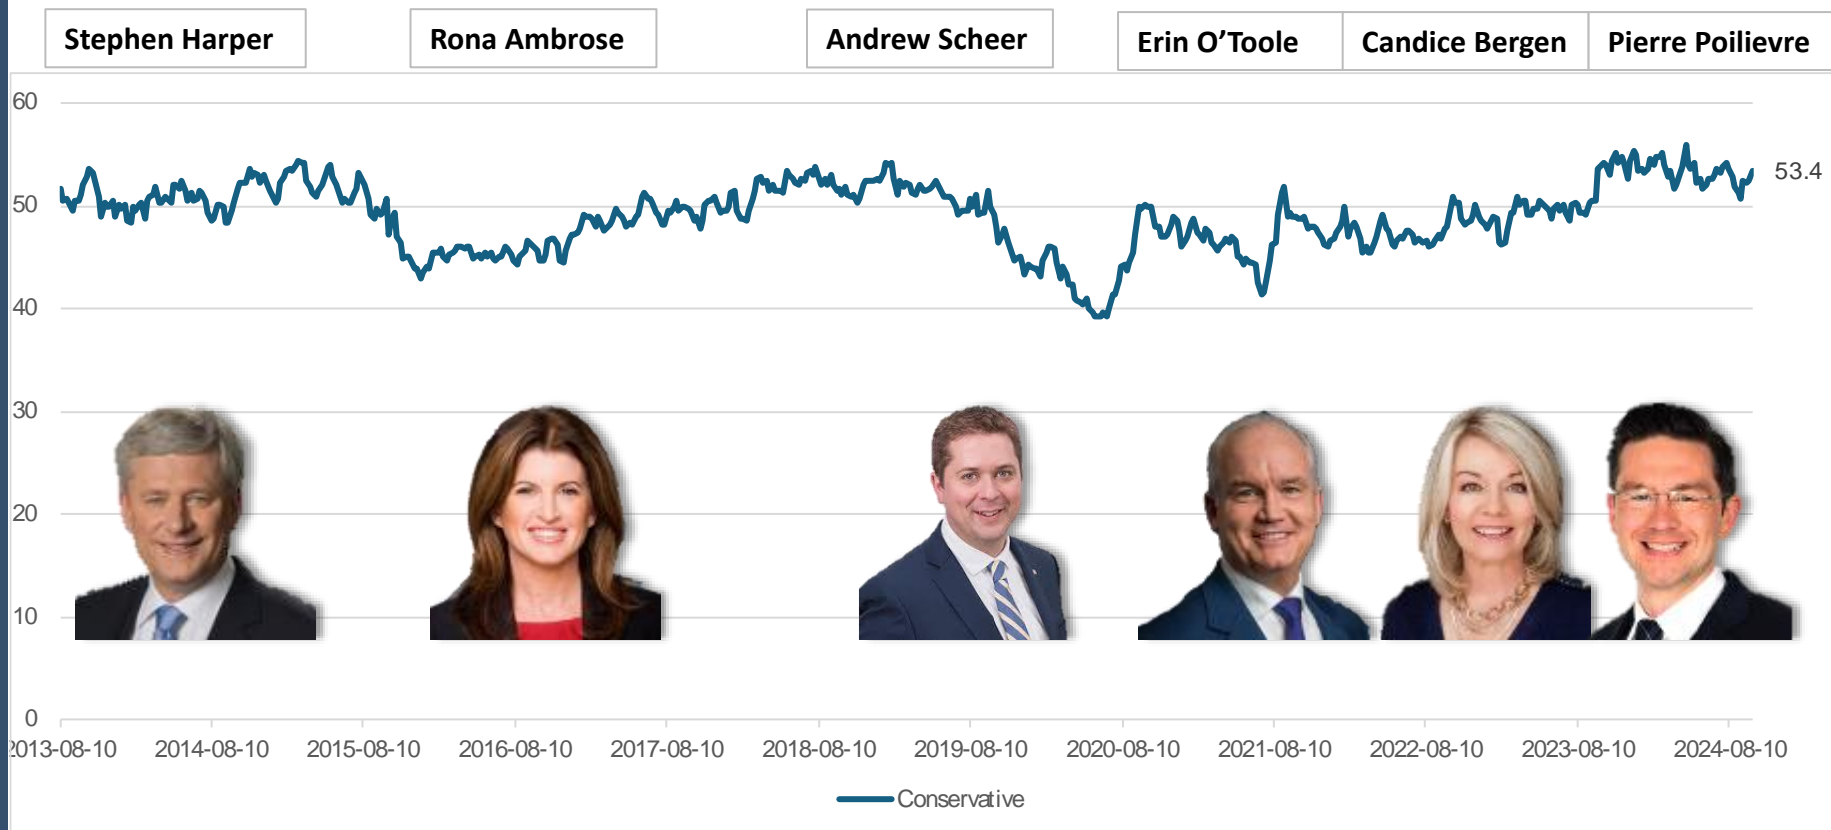 Stephen Harper
Rona Ambrose
Andrew Scheer
Erin O'Toole
Candice Bergen
Pierre Poilievre
60
50
40
30
20
10
0
53.4
2013-08-10
2014-08-10
2015-08-10
2016-08-10
2017-08-10
2018-08-10
2019-08-10
2020-08-10
2021-08-10
2022-08-10
2023-08-10
2024-08-10
Conservative